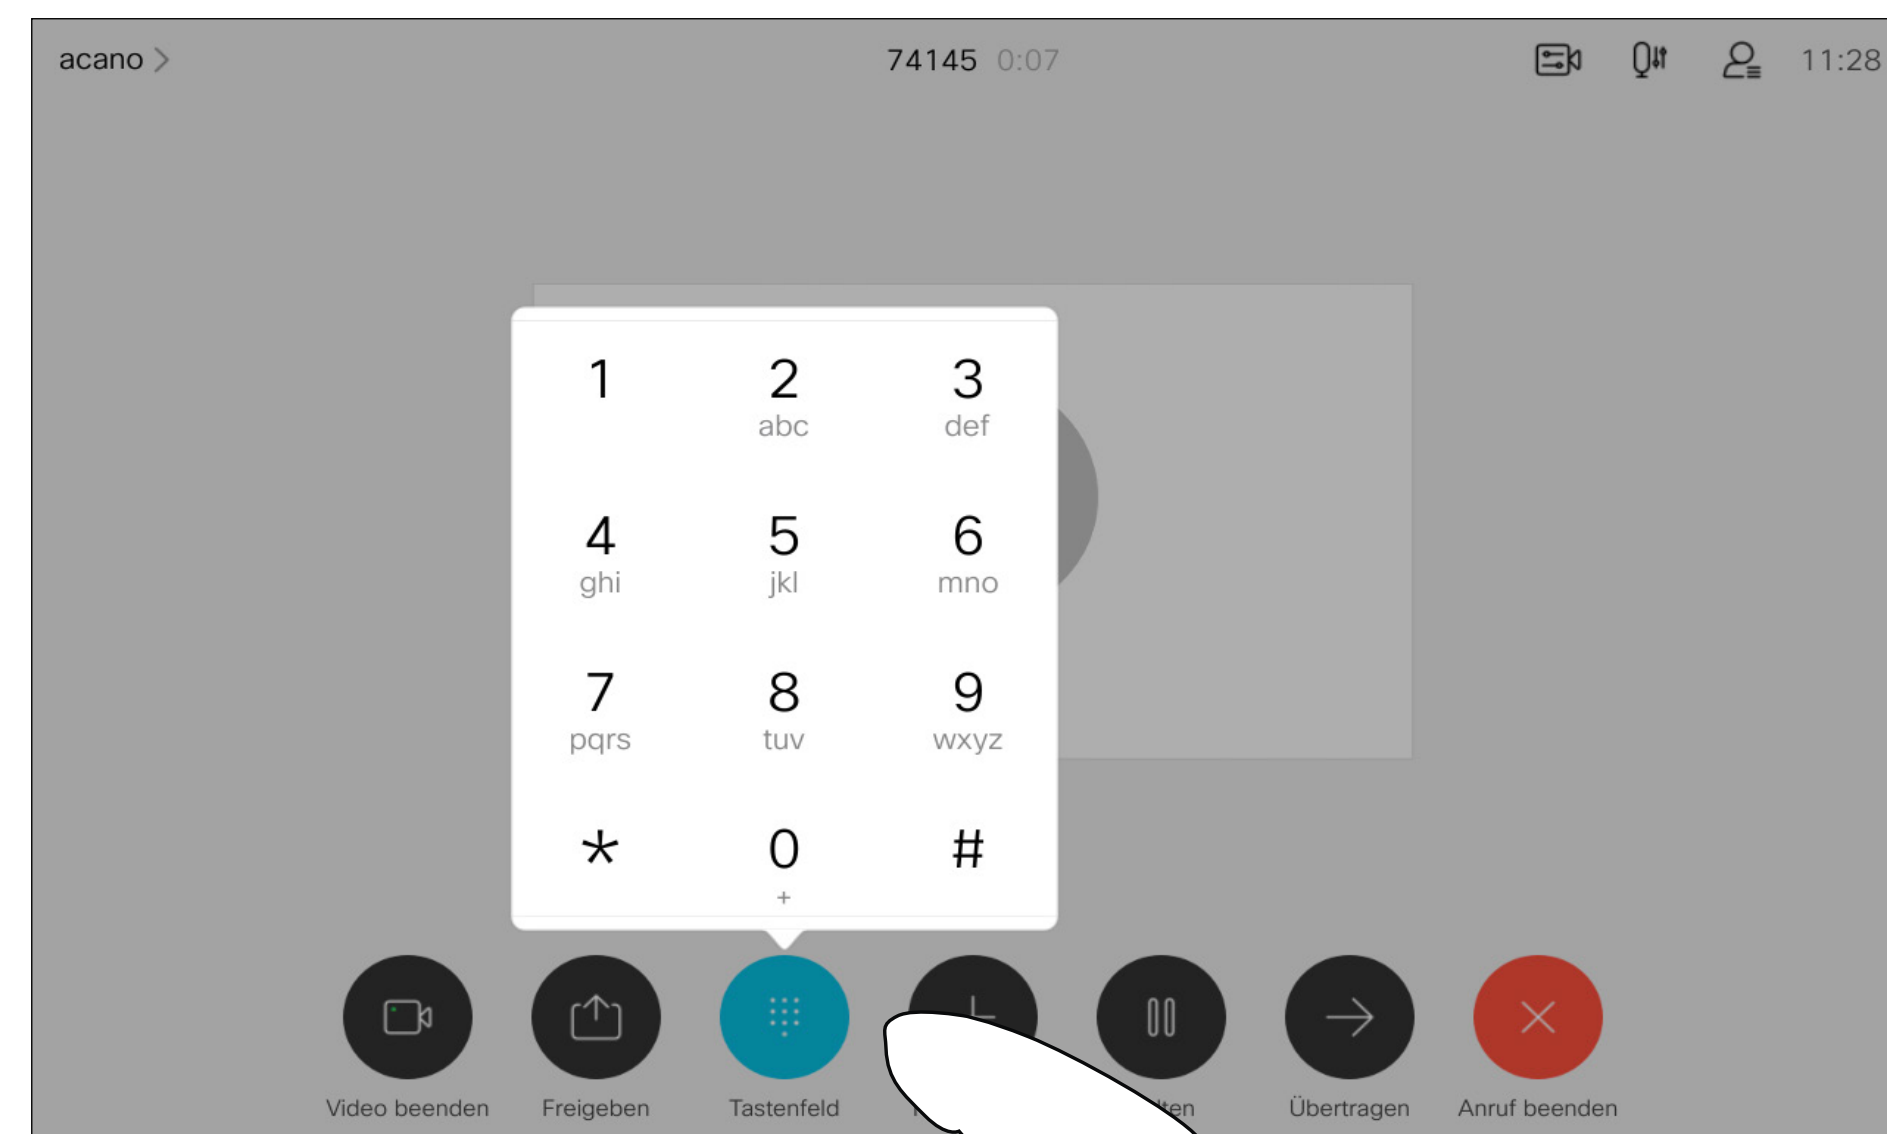 acano
74145 0:07
11:28
1 2 3
abc def
4 5 6
ghi jkl mno
7 8 9
pqrs tuv wxyz
* 0 #
+
Video beenden Freigeben Tastenfeld Übertragen Anruf beenden